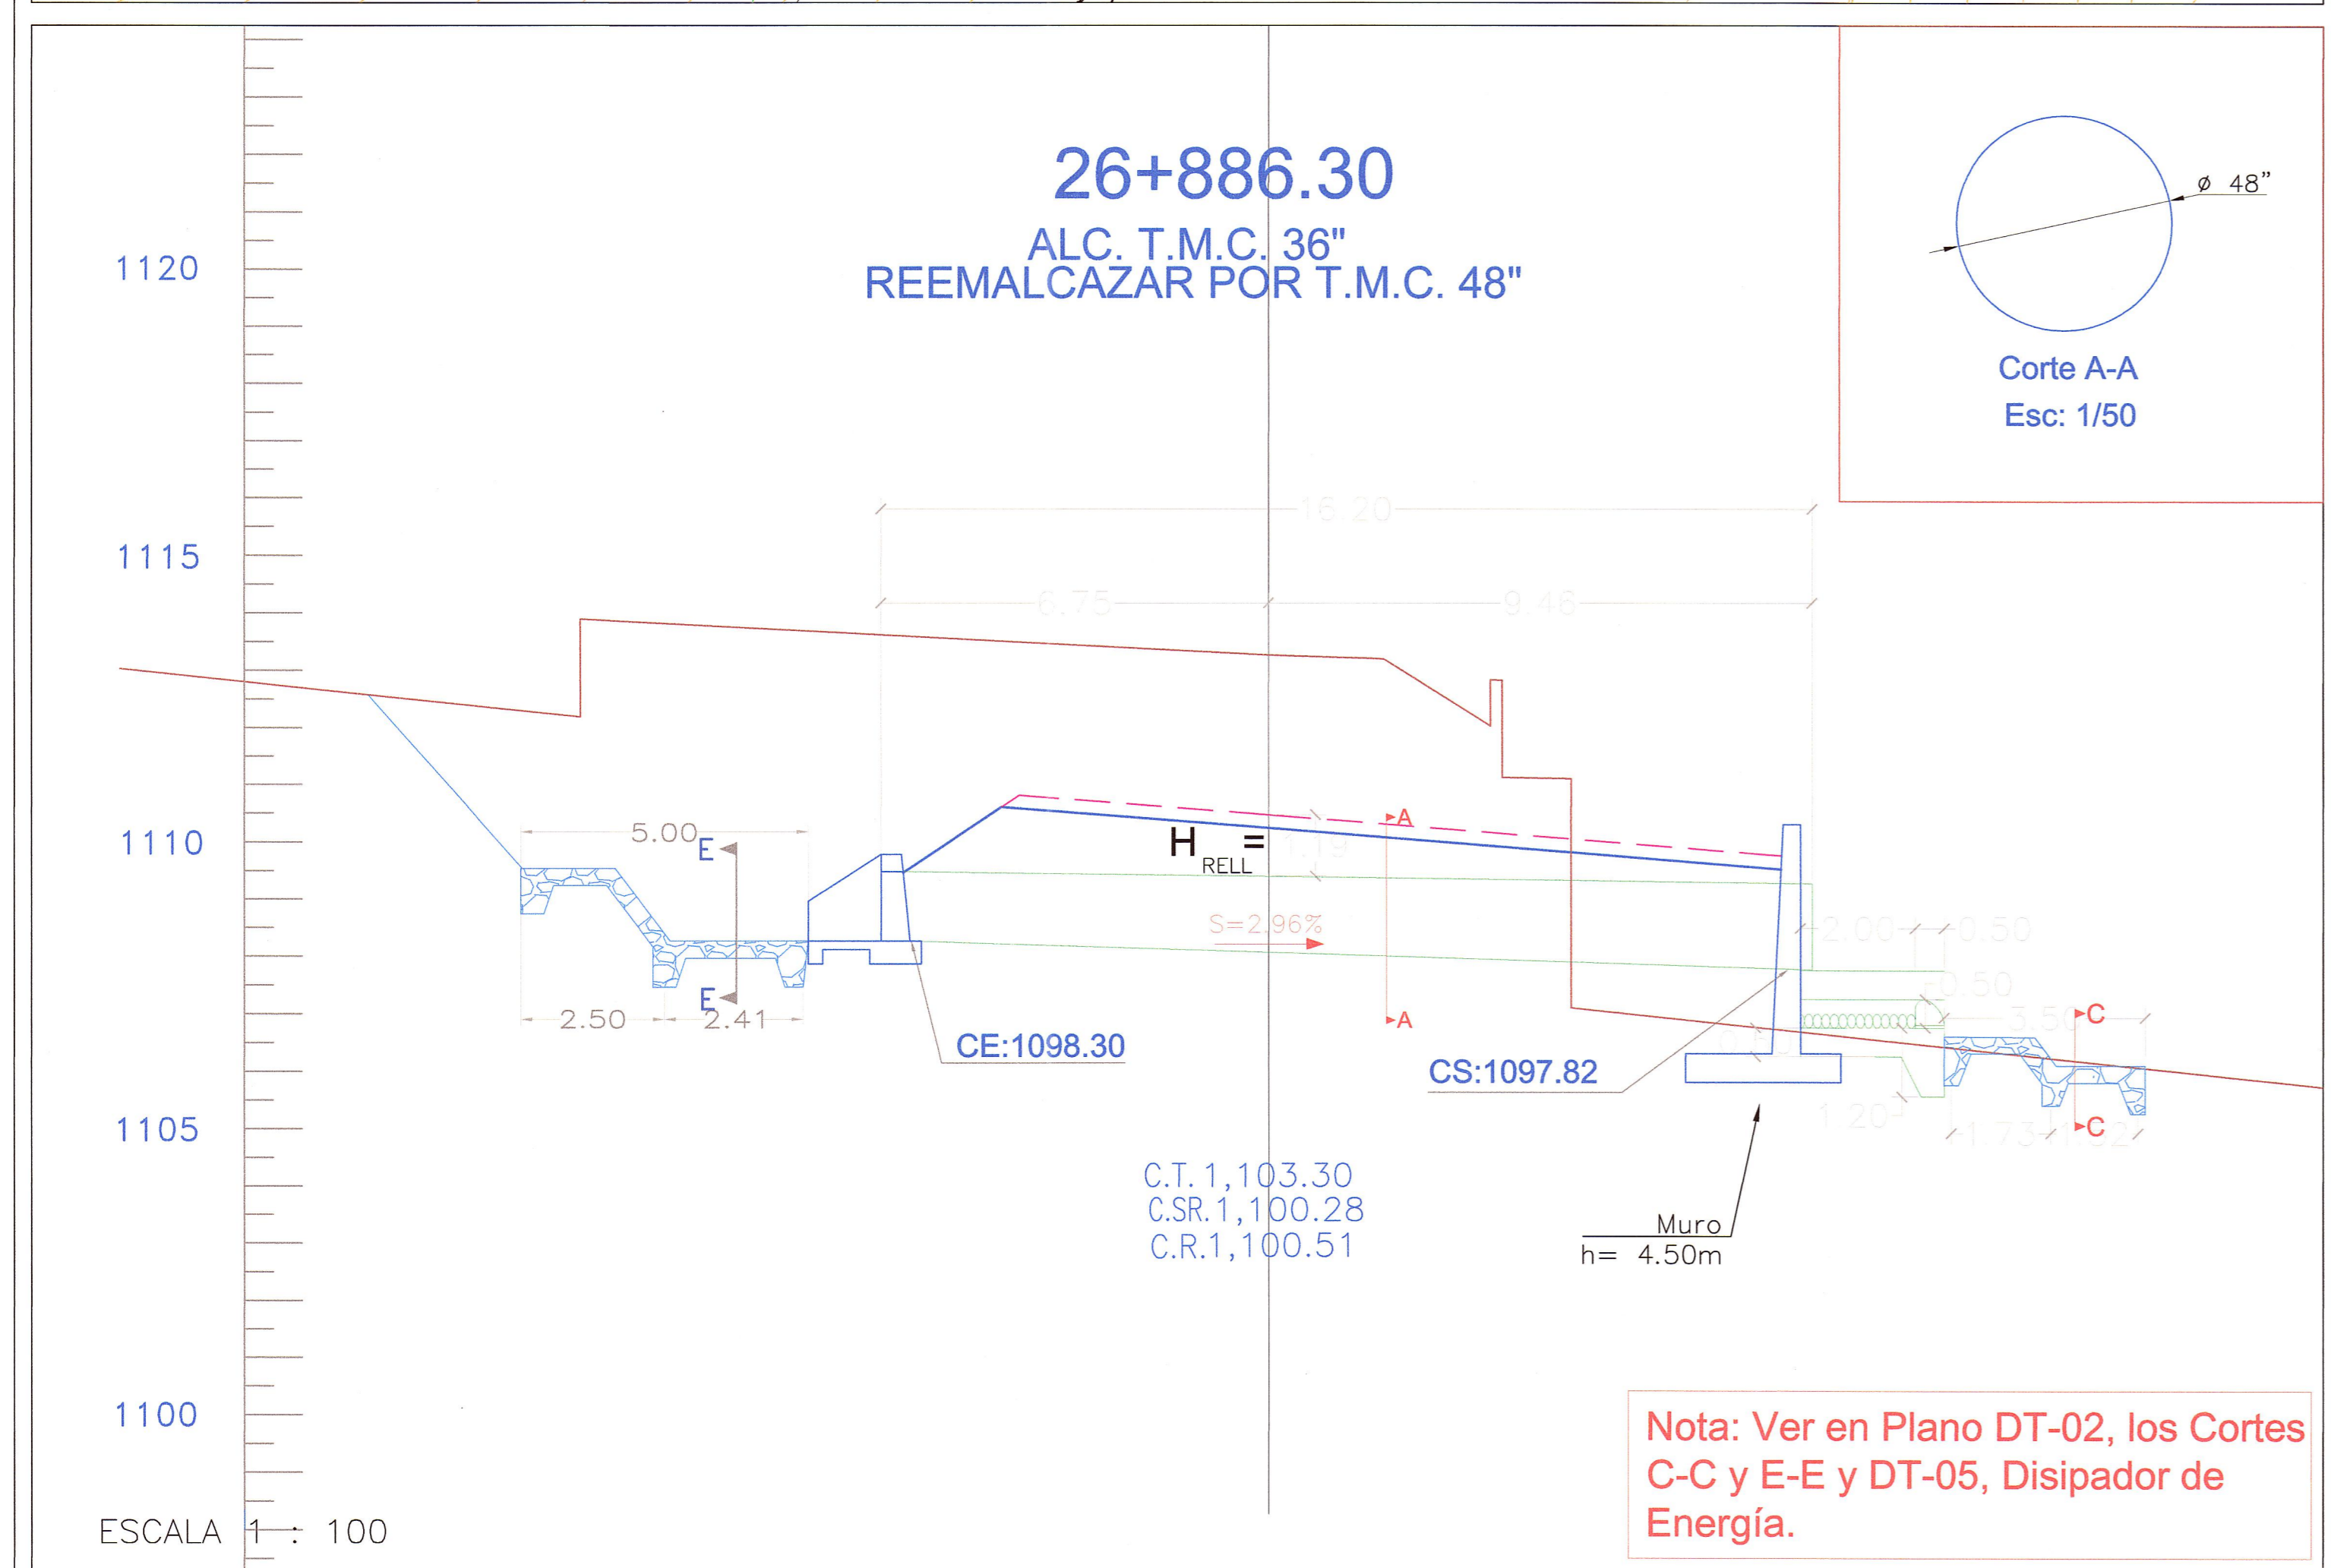 26+886.30
ALC. T.M.C. 36"
REEMALCAZAR POR T.M.C. 48"
ø 48"
Corte A-A
Esc: 1/50
1120
1115
1110
1105
1100
16.20
6.75
9.46
5.00
E
E
2.50
2.41
H RELL = 1.19
A
A
S=2.96%
CE:1098.30
CS:1097.82
2.00
0.50
0.50
3.50
C
C
1.20
1.73
C.T. 1,103.30
C.SR. 1,100.28
C.R.1,100.51
Muro
h= 4.50m
Nota: Ver en Plano DT-02, los Cortes
C-C y E-E y DT-05, Disipador de
Energía.
ESCALA 1 : 100